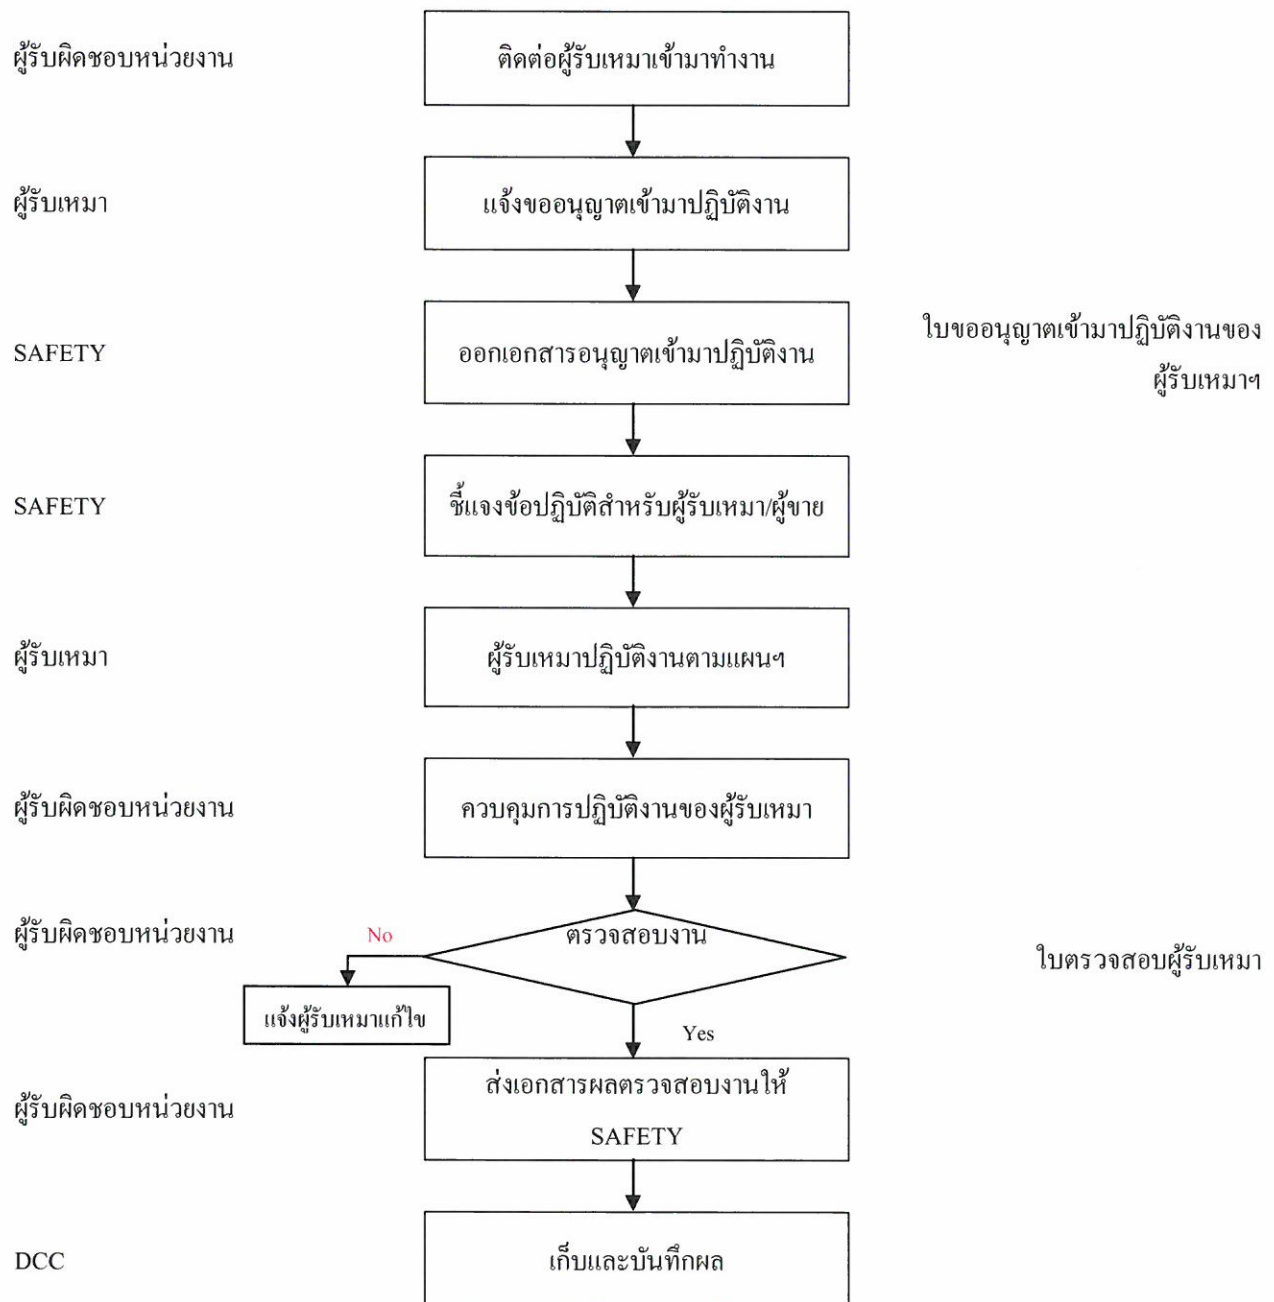 ผู้รับผิดชอบหน่วยงาน
ติดต่อผู้รับเหมาเข้ามาทำงาน
ผู้รับเหมา
แจ้งขออนุญาตเข้ามาปฏิบัติงาน
SAFETY
ออกเอกสารอนุญาตเข้ามาปฏิบัติงาน
ใบขออนุญาตเข้ามาปฏิบัติงานของ
ผู้รับเหมาฯ
SAFETY
ชี้แจงข้อปฏิบัติสำหรับผู้รับเหมา/ผู้ขาย
ผู้รับเหมา
ผู้รับเหมาปฏิบัติงานตามแผนฯ
ผู้รับผิดชอบหน่วยงาน
ควบคุมการปฏิบัติงานของผู้รับเหมา
ผู้รับผิดชอบหน่วยงาน
No
ตรวจสอบงาน
ใบตรวจสอบผู้รับเหมา
แจ้งผู้รับเหมาแก้ไข
Yes
ผู้รับผิดชอบหน่วยงาน
ส่งเอกสารผลตรวจสอบงานให้
SAFETY
DCC
เก็บและบันทึกผล